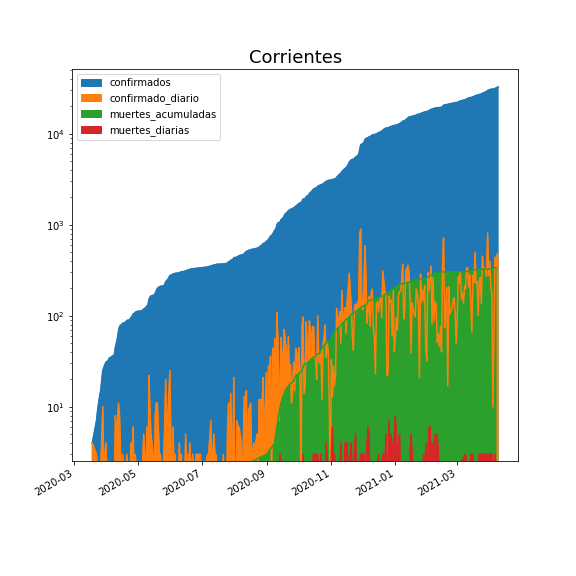 Corrientes
confirmados
confirmado_diario
muertes_acumuladas
muertes_diarias
10^4
10^3
10^2
10^1
2020-03
2020-05
2020-07
2020-09
2020-11
2021-01
2021-03